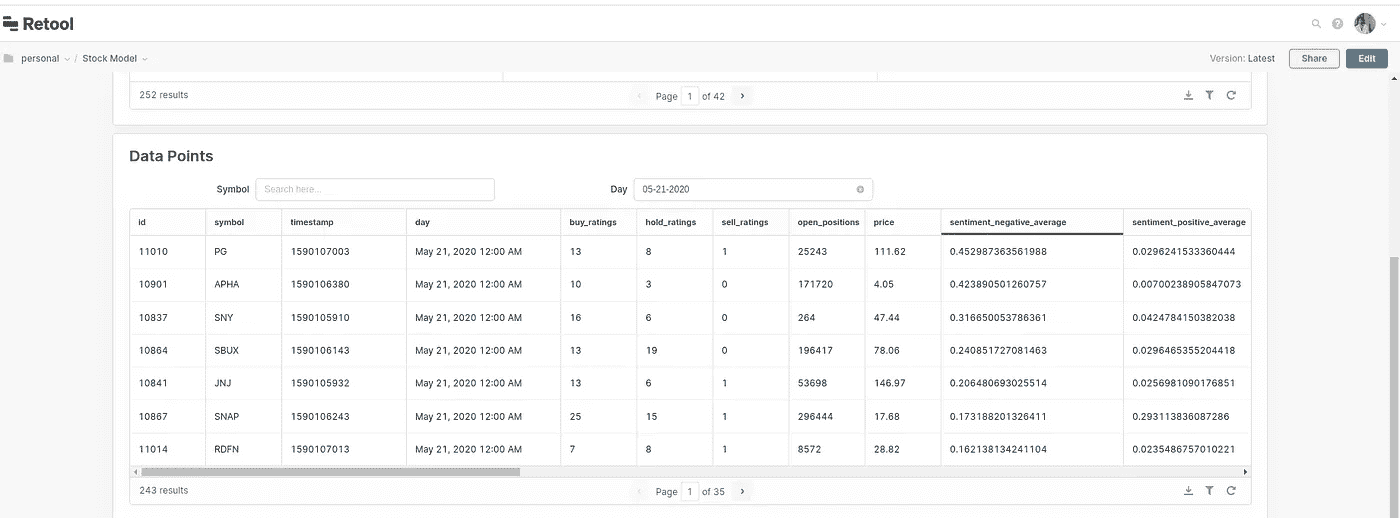 Retool
personal / Stock Model Version: Latest Share Edit
252 results Page 1 of 42
Data Points
Symbol Search here... Day 05-21-2020
id symbol timestamp day buy_ratings hold_ratings sell_ratings open_positions price sentiment_negative_average sentiment_positive_average
11010 PG 1590107003 May 21, 2020 12:00 AM 13 8 1 25243 111.62 0.452987363561988 0.0296241533360444
10901 APHA 1590106380 May 21, 2020 12:00 AM 10 3 0 171720 4.05 0.423890501260757 0.00700238905847073
10837 SNY 1590105910 May 21, 2020 12:00 AM 16 6 0 264 47.44 0.316650053786361 0.0424784150382038
10864 SBUX 1590106143 May 21, 2020 12:00 AM 13 19 0 196417 78.06 0.240851727081463 0.0296465355204418
10841 JNJ 1590105932 May 21, 2020 12:00 AM 13 6 1 53698 146.97 0.206480693025514 0.0256981090176851
10867 SNAP 1590106243 May 21, 2020 12:00 AM 25 15 1 296444 17.68 0.173188201326411 0.293113836087286
11014 RDFN 1590107013 May 21, 2020 12:00 AM 7 8 1 8572 28.82 0.162138134241104 0.0235486757010221
243 results Page 1 of 35